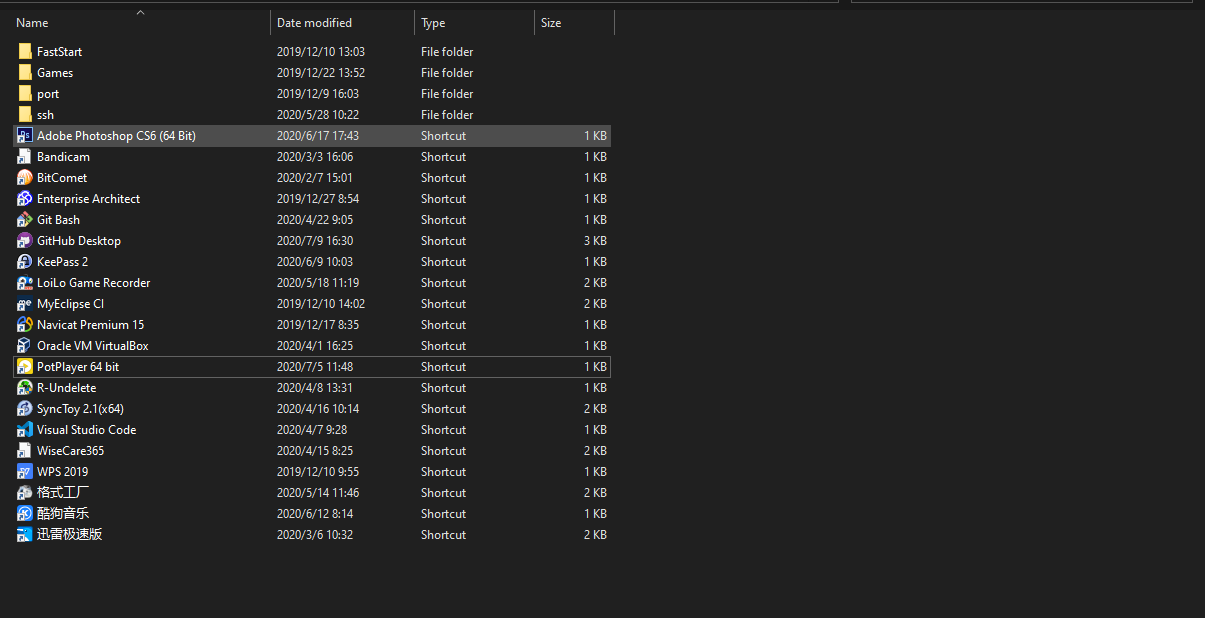 Name Date modified Type Size
FastStart 2019/12/10 13:03 File folder
Games 2019/12/22 13:52 File folder
port 2019/12/9 16:03 File folder
ssh 2020/5/28 10:22 File folder
Adobe Photoshop CS6 (64 Bit) 2020/6/17 17:43 Shortcut 1 KB
Bandicam 2020/3/3 16:06 Shortcut 1 KB
BitComet 2020/2/7 15:01 Shortcut 1 KB
Enterprise Architect 2019/12/27 8:54 Shortcut 1 KB
Git Bash 2020/4/22 9:05 Shortcut 1 KB
GitHub Desktop 2020/7/9 16:30 Shortcut 3 KB
KeePass 2 2020/6/9 10:03 Shortcut 1 KB
LoiLo Game Recorder 2020/5/18 11:19 Shortcut 2 KB
MyEclipse CI 2019/12/10 14:02 Shortcut 2 KB
Navicat Premium 15 2019/12/17 8:35 Shortcut 1 KB
Oracle VM VirtualBox 2020/4/1 16:25 Shortcut 1 KB
PotPlayer 64 bit 2020/7/5 11:48 Shortcut 1 KB
R-Undelete 2020/4/8 13:31 Shortcut 1 KB
SyncToy 2.1(x64) 2020/4/16 10:14 Shortcut 2 KB
Visual Studio Code 2020/4/7 9:28 Shortcut 1 KB
WiseCare365 2020/4/15 8:25 Shortcut 2 KB
WPS 2019 2019/12/10 9:55 Shortcut 1 KB
格式工厂 2020/5/14 11:46 Shortcut 2 KB
酷狗音乐 2020/6/12 8:14 Shortcut 1 KB
迅雷极速版 2020/3/6 10:32 Shortcut 2 KB